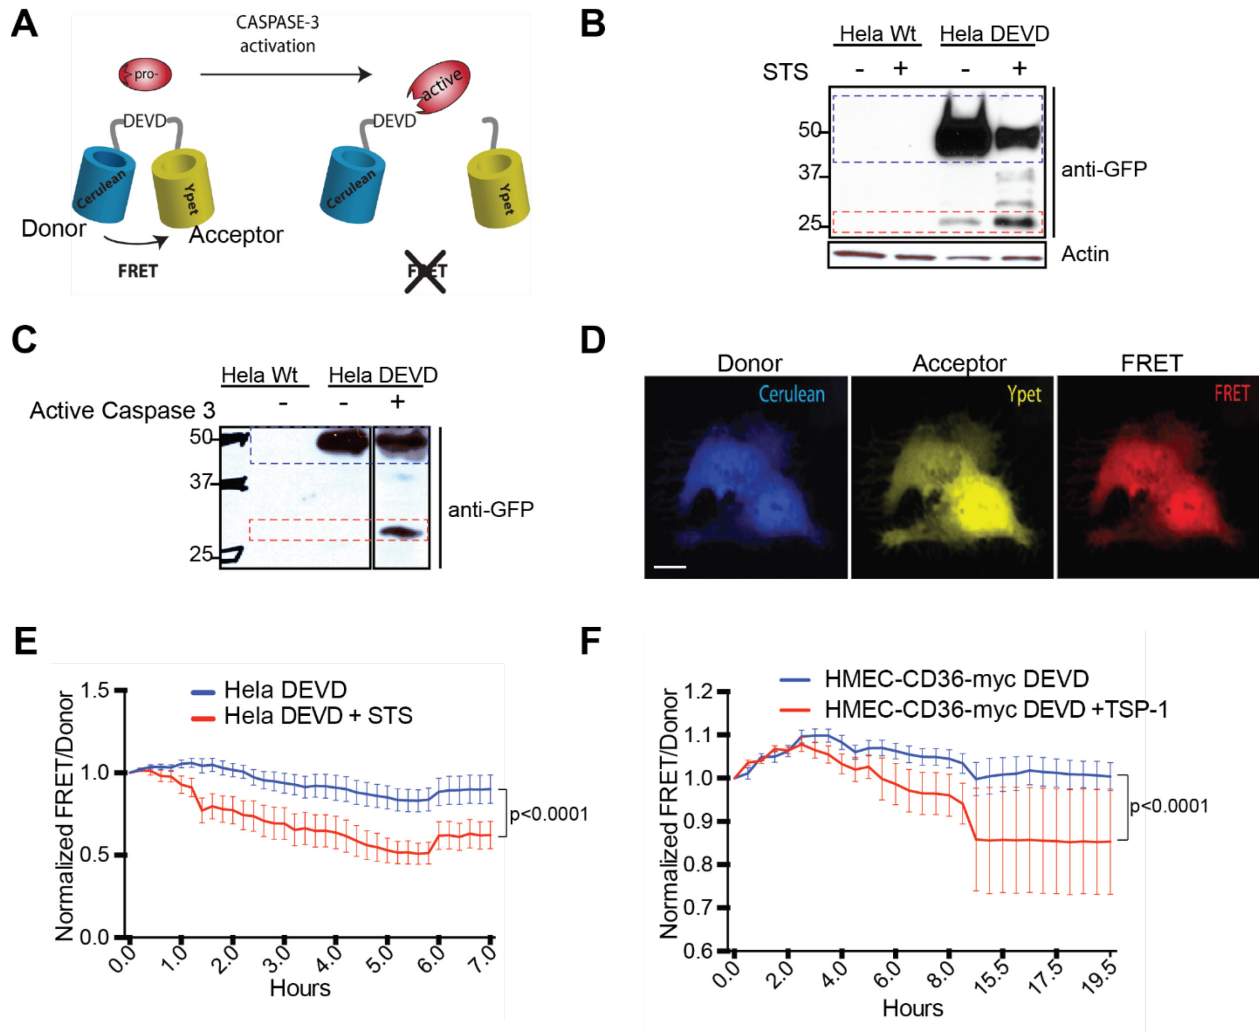 A
CASPASE-3
activation
pro-
active
DEVD
DEVD
Cerulean
Ypet
Cerulean
Ypet
Donor
Acceptor
FRET
FRET
B
Hela Wt
Hela DEVD
STS
- + - +
50
37
25
anti-GFP
Actin
C
Hela Wt
Hela DEVD
Active Caspase 3
- - +
50
37
25
anti-GFP
D
Donor
Acceptor
FRET
Cerulean
Ypet
FRET
E
Hela DEVD
Hela DEVD + STS
Normalized FRET/Donor
1.5
1.0
0.5
0.0
p<0.0001
0.0 1.0 2.0 3.0 4.0 5.0 6.0 7.0
Hours
F
HMEC-CD36-myc DEVD
HMEC-CD36-myc DEVD +TSP-1
Normalized FRET/Donor
1.2
1.1
1.0
0.9
0.8
0.7
0.6
p<0.0001
0.0 2.0 4.0 6.0 8.0 15.5 17.5 19.5
Hours